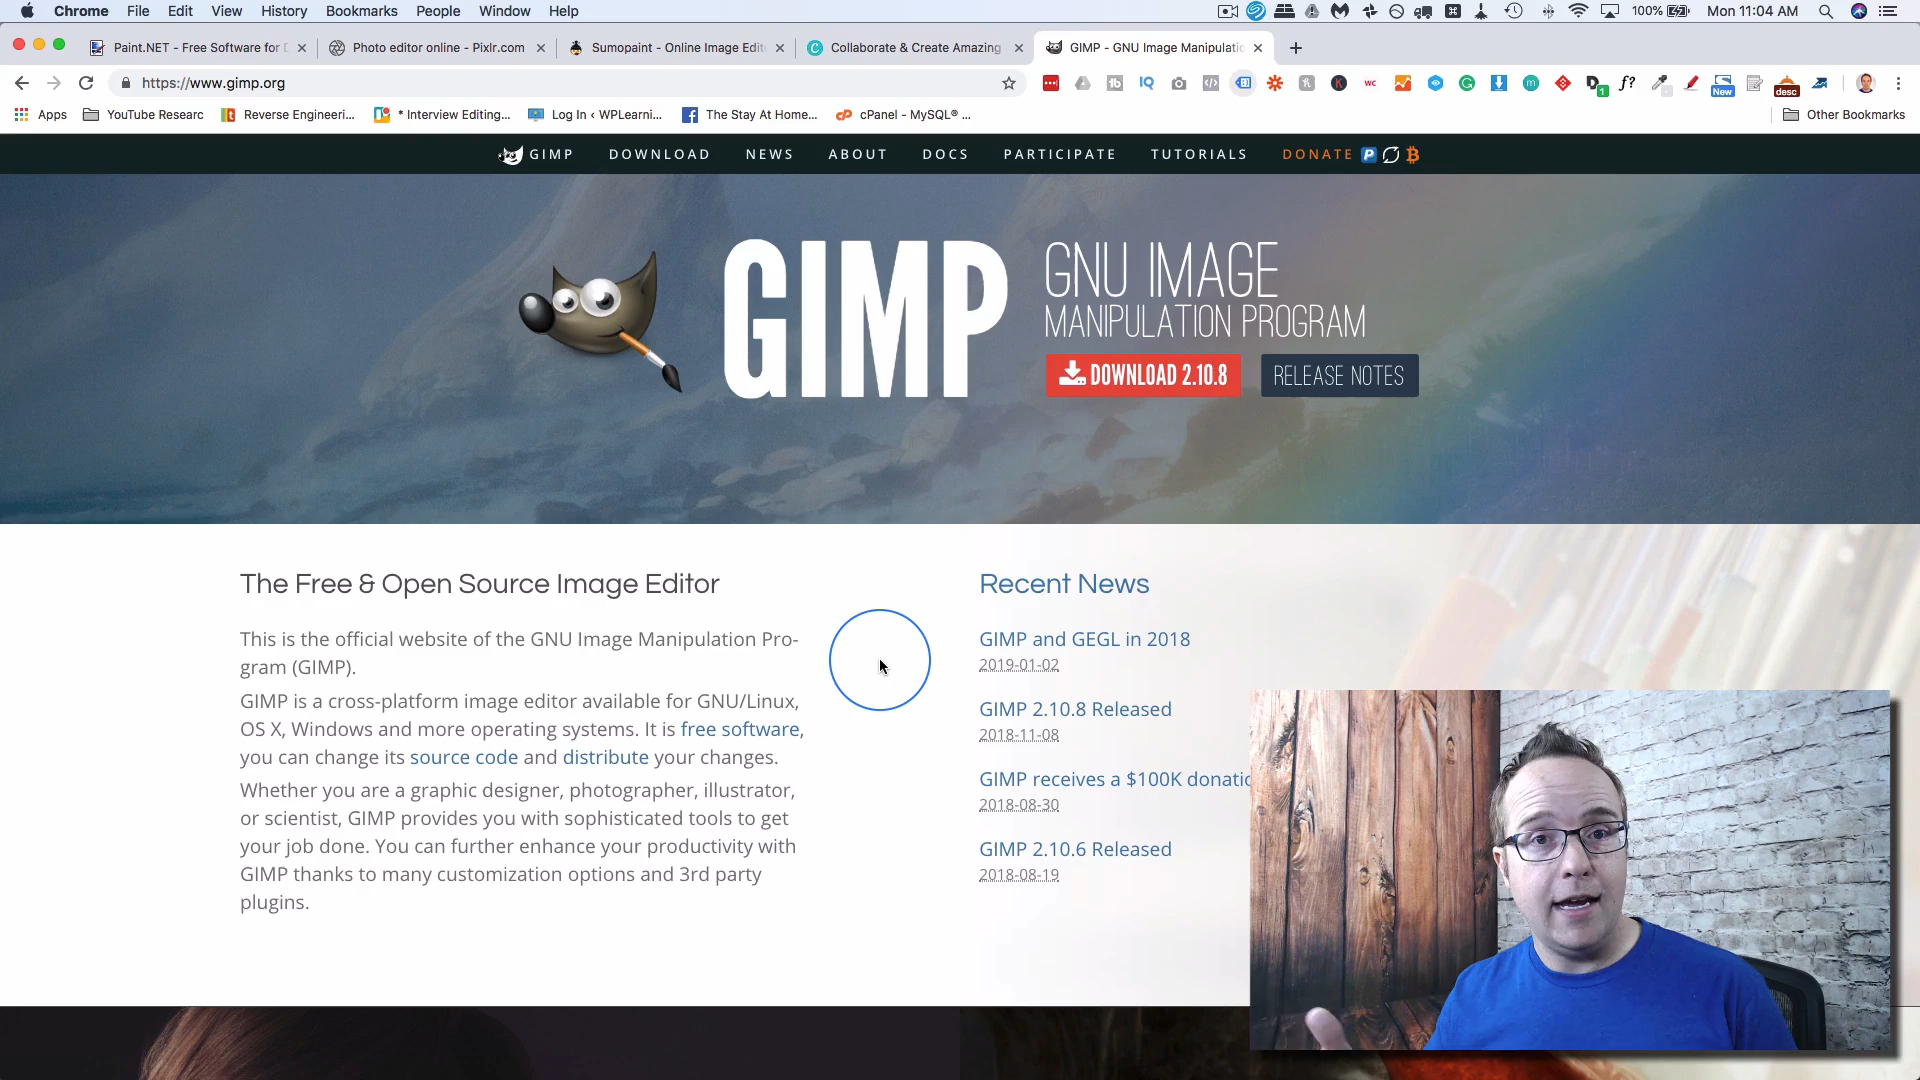 Chrome File Edit View History Bookmarks People Window Help 100% Mon 11:04 AM
Paint.NET - Free Software for D Photo editor online - Pixlr.com Sumopaint - Online Image Edit Collaborate & Create Amazing GIMP - GNU Image Manipulatio
https://www.gimp.org
Apps YouTube Researc Reverse Engineeri... * Interview Editing... Log In ‹ WPLearni... The Stay At Home... cPanel - MySQL® ... Other Bookmarks
GIMP DOWNLOAD NEWS ABOUT DOCS PARTICIPATE TUTORIALS DONATE
GIMP
GNU IMAGE
MANIPULATION PROGRAM
DOWNLOAD 2.10.8 RELEASE NOTES
The Free & Open Source Image Editor
This is the official website of the GNU Image Manipulation Pro-
gram (GIMP).
GIMP is a cross-platform image editor available for GNU/Linux,
OS X, Windows and more operating systems. It is free software,
you can change its source code and distribute your changes.
Whether you are a graphic designer, photographer, illustrator,
or scientist, GIMP provides you with sophisticated tools to get
your job done. You can further enhance your productivity with
GIMP thanks to many customization options and 3rd party
plugins.
Recent News
GIMP and GEGL in 2018
2019-01-02
GIMP 2.10.8 Released
2018-11-08
GIMP receives a $100K donatio
2018-08-30
GIMP 2.10.6 Released
2018-08-19